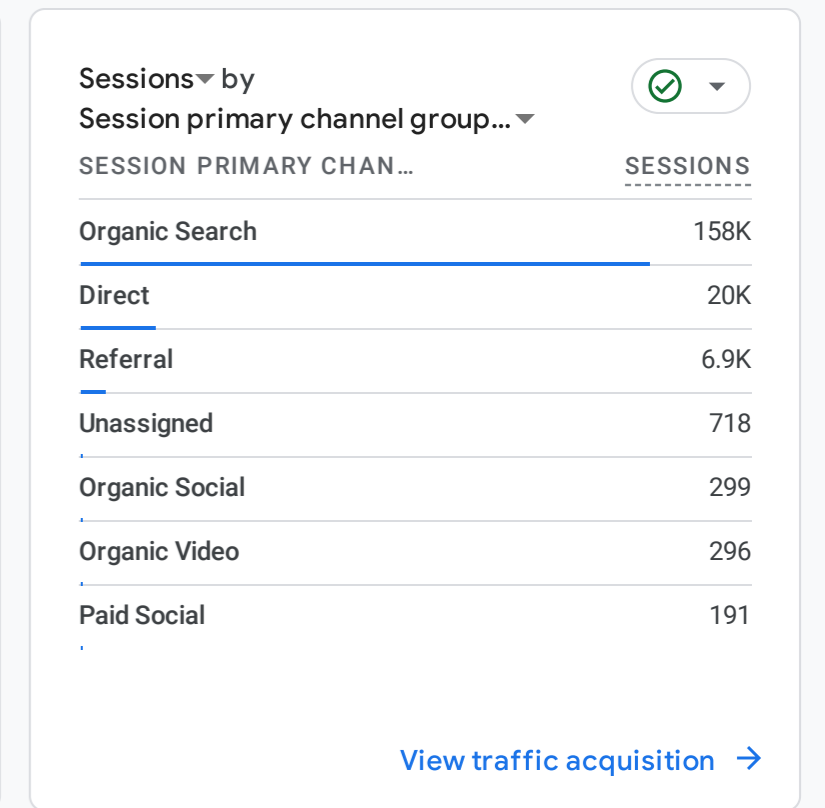 Sessions by
Session primary channel group...
SESSION PRIMARY CHAN...
SESSIONS
Organic Search 158K
Direct 20K
Referral 6.9K
Unassigned 718
Organic Social 299
Organic Video 296
Paid Social 191
View traffic acquisition